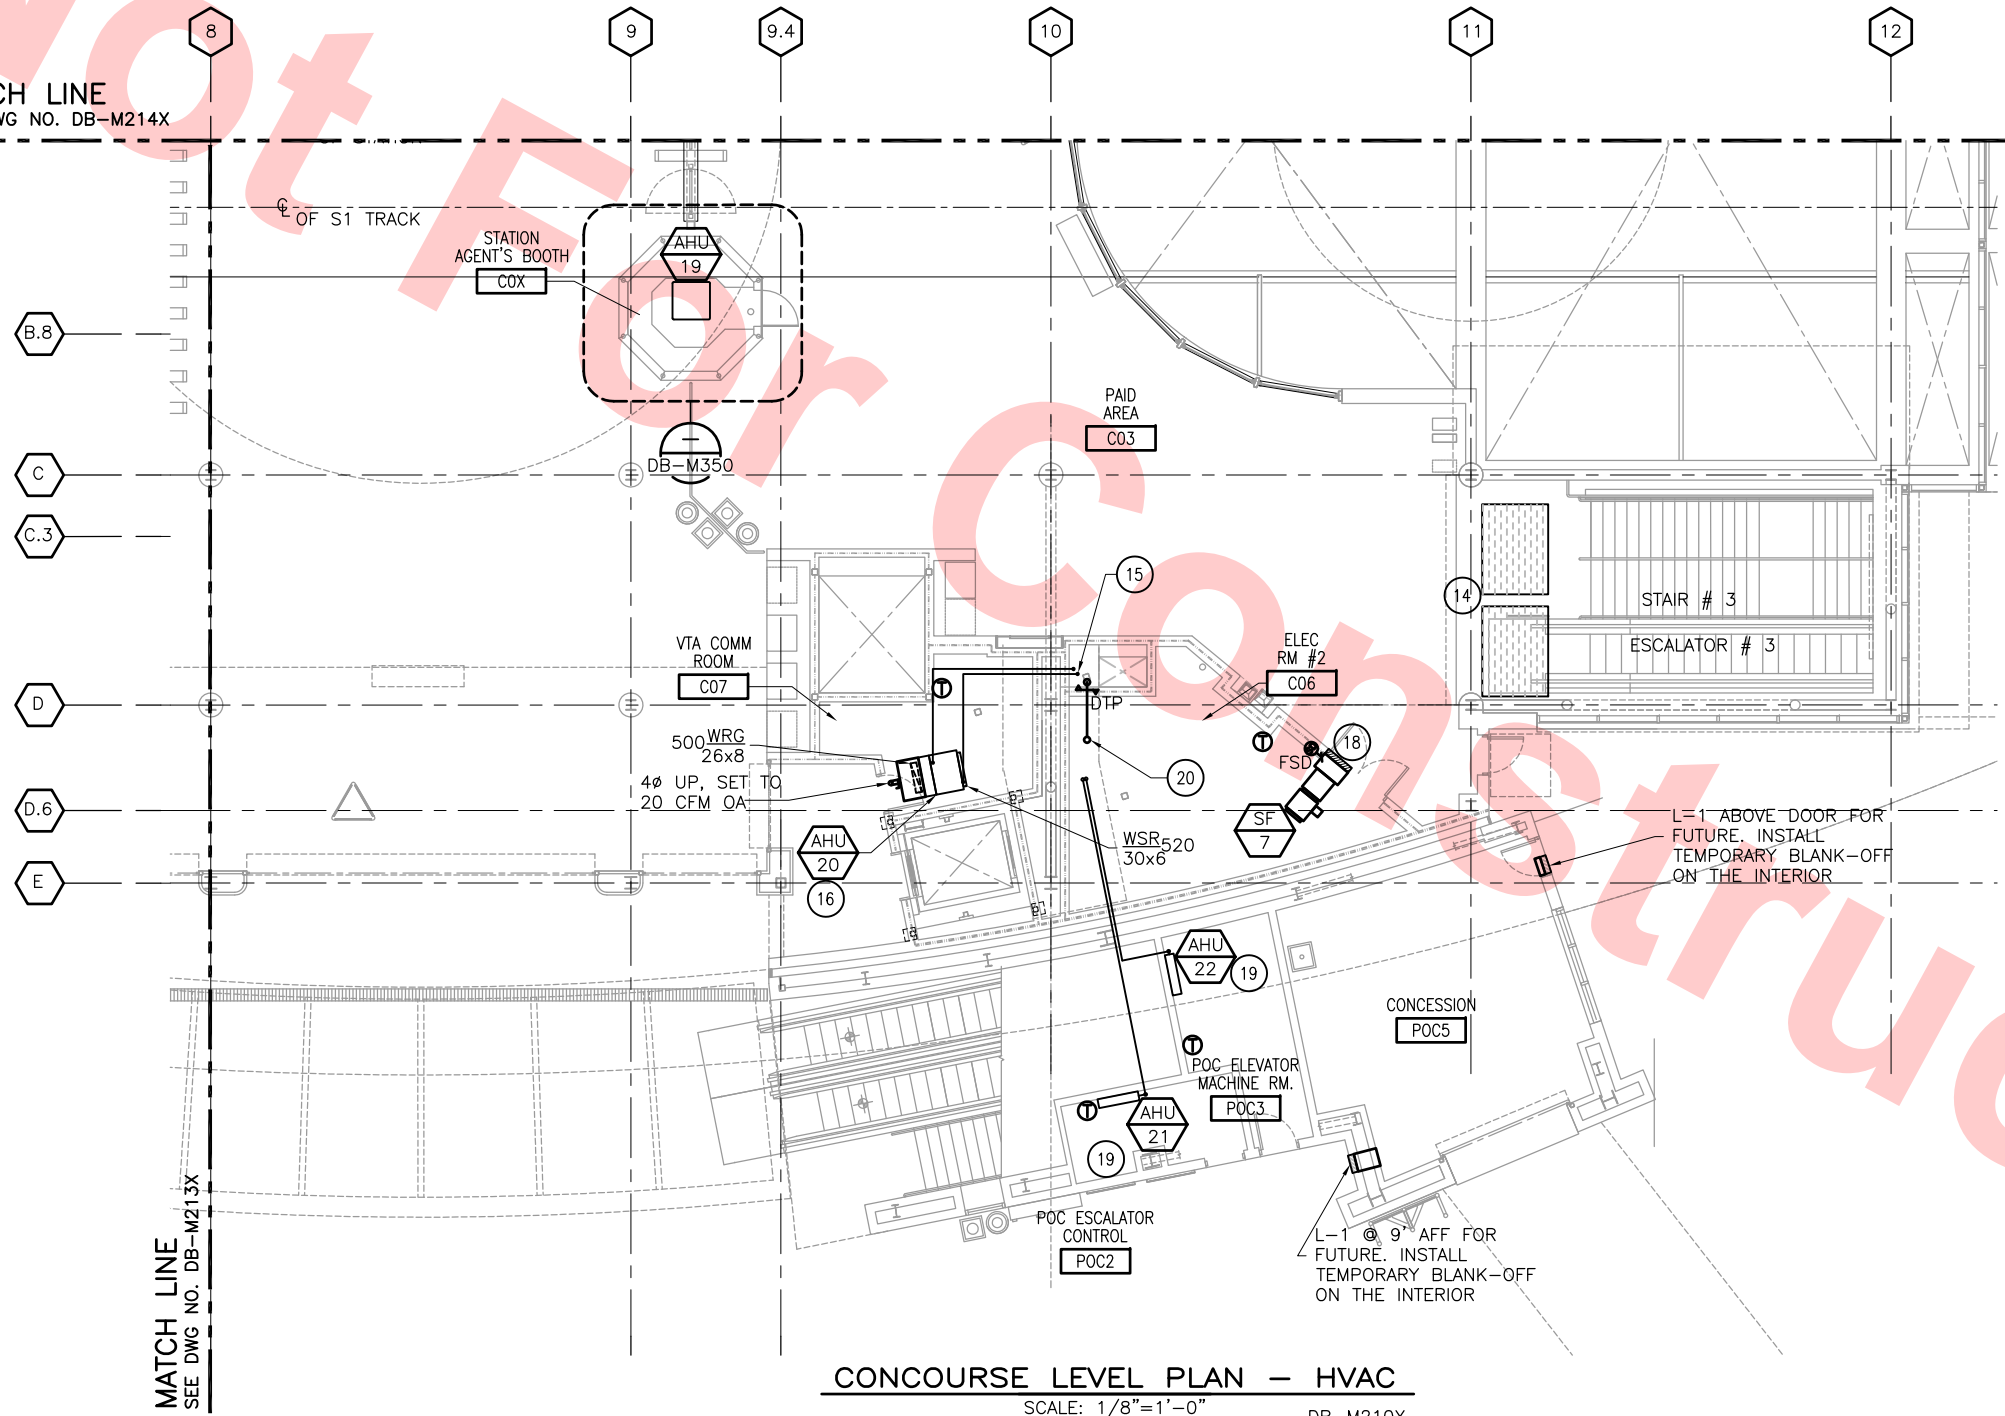 8
9
9.4
10
11
12
CH LINE
WG NO. DB-M214X
℄ OF S1 TRACK
STATION
AGENT'S BOOTH
C0X
AHU
19
B.8
PAID
AREA
C03
C
DB-M350
C.3
15
14
STAIR # 3
ESCALATOR # 3
VTA COMM
ROOM
C07
T
ELEC
RM #2
C06
D
DTP
500 WRG
26x8
T
FSD
18
4ø UP, SET TO
20 CFM OA
20
D.6
AHU
20
16
WSR 520
30x6
SF
7
L-1 ABOVE DOOR FOR
FUTURE. INSTALL
TEMPORARY BLANK-OFF
ON THE INTERIOR
E
AHU
22
19
CONCESSION
POC5
T
POC ELEVATOR
MACHINE RM.
POC3
T
AHU
21
19
POC ESCALATOR
CONTROL
POC2
L-1 @ 9' AFF FOR
FUTURE. INSTALL
TEMPORARY BLANK-OFF
ON THE INTERIOR
MATCH LINE
SEE DWG NO. DB-M213X
CONCOURSE LEVEL PLAN - HVAC
SCALE: 1/8"=1'-0"
DB-M210X
Not For Construc